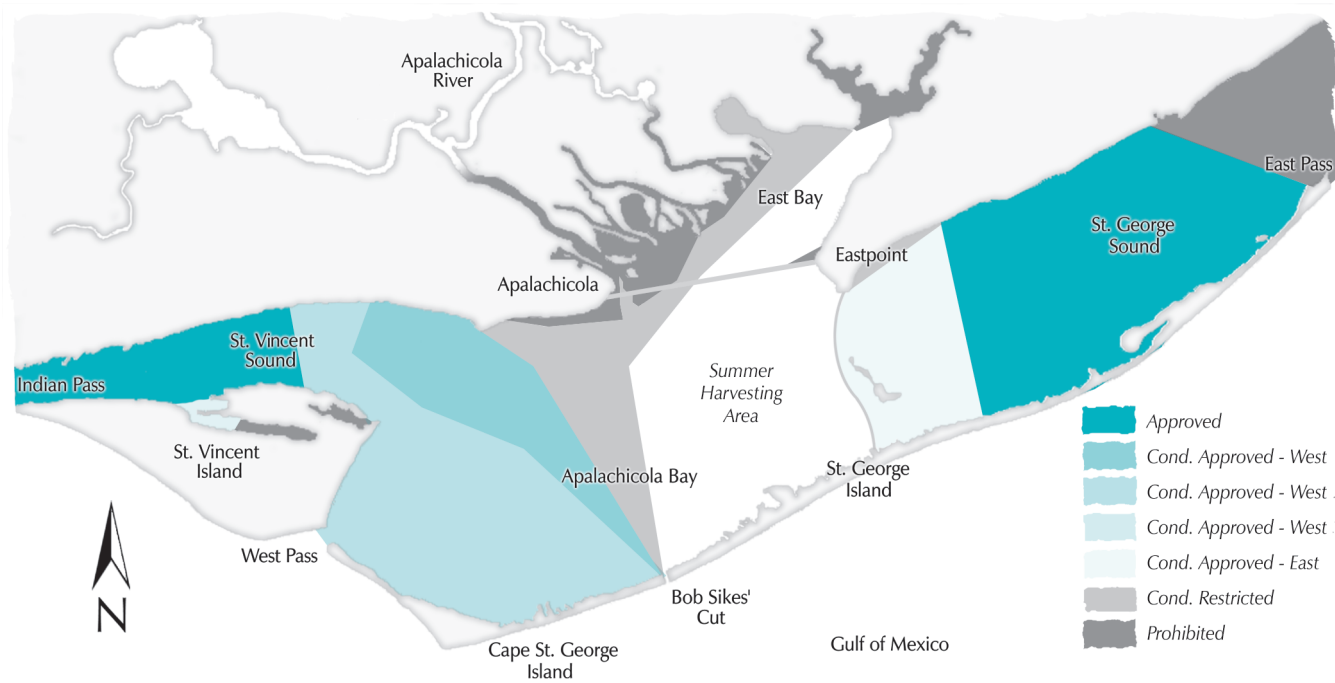 Apalachicola
River
East Pass
East Bay
St. George
Sound
Eastpoint
Apalachicola
St. Vincent
Sound
Indian Pass
Summer
Harvesting
Area
St. Vincent
Island
Apalachicola Bay
St. George
Island
West Pass
Bob Sikes'
Cut
Cape St. George
Island
Gulf of Mexico
N
Approved
Cond. Approved - West
Cond. Approved - West
Cond. Approved - West
Cond. Approved - East
Cond. Restricted
Prohibited